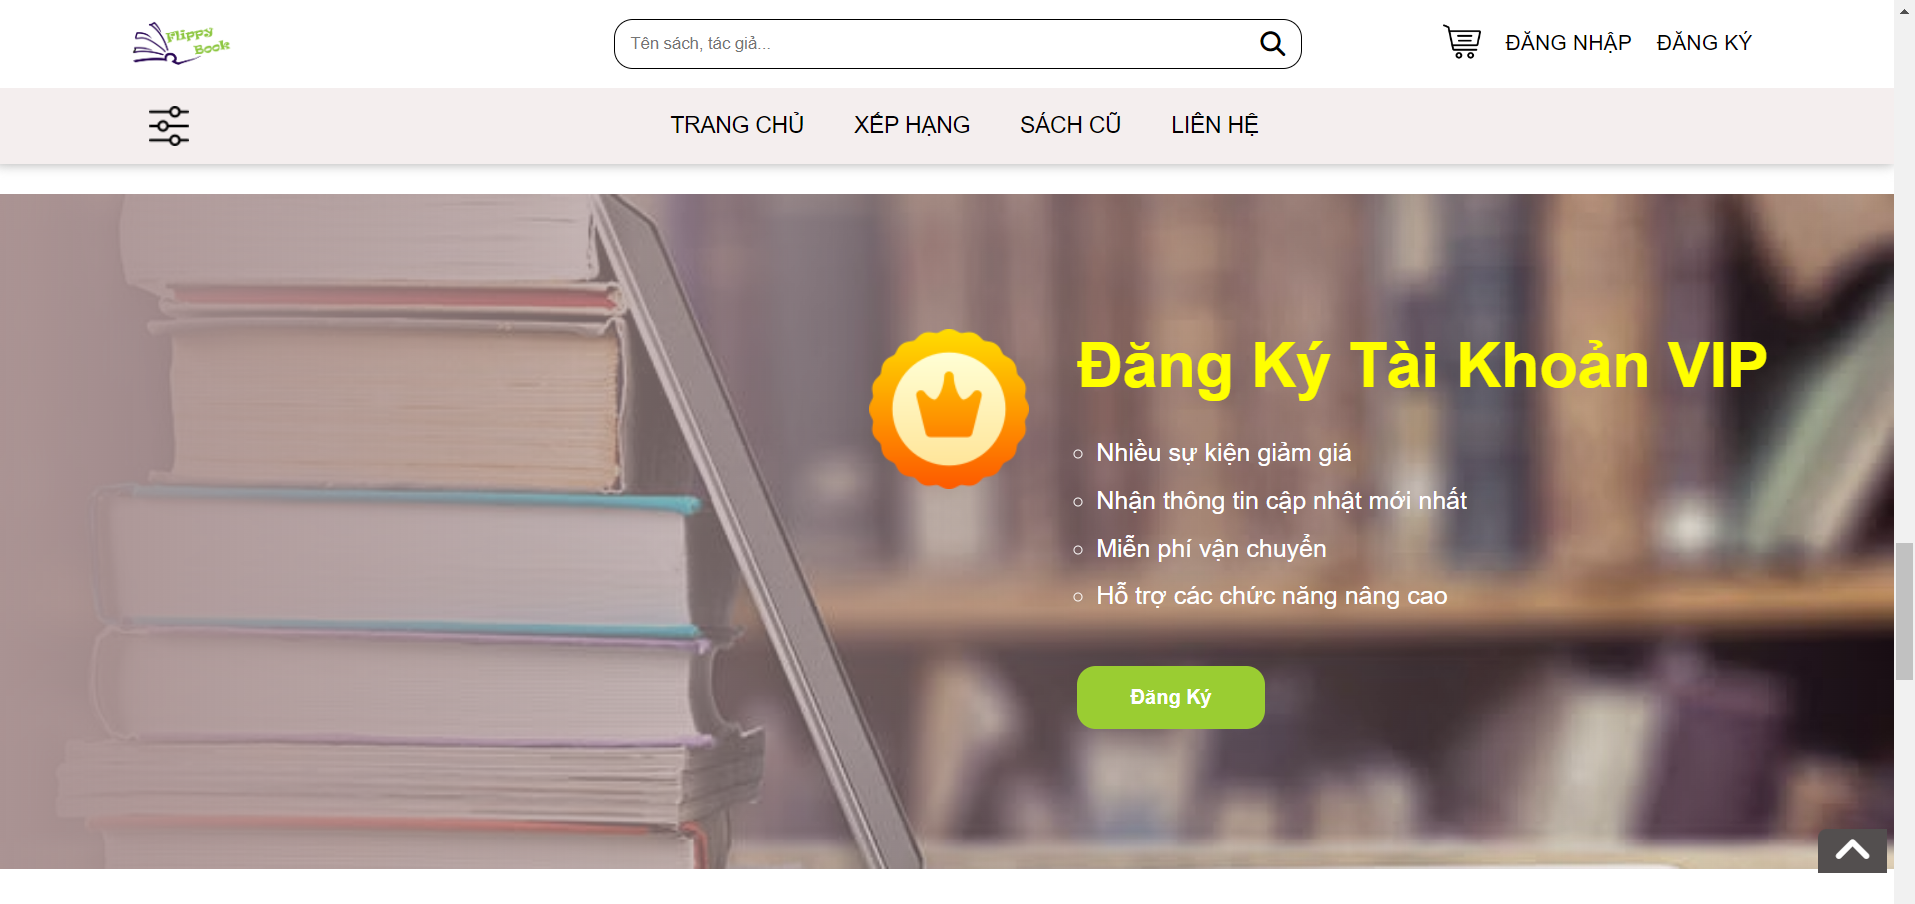 Flippy
Book
Tên sách, tác giả...
ĐĂNG NHẬP
ĐĂNG KÝ
TRANG CHỦ
XẾP HẠNG
SÁCH CŨ
LIÊN HỆ
Đăng Ký Tài Khoản VIP
Nhiều sự kiện giảm giá
Nhận thông tin cập nhật mới nhất
Miễn phí vận chuyển
Hỗ trợ các chức năng nâng cao
Đăng Ký